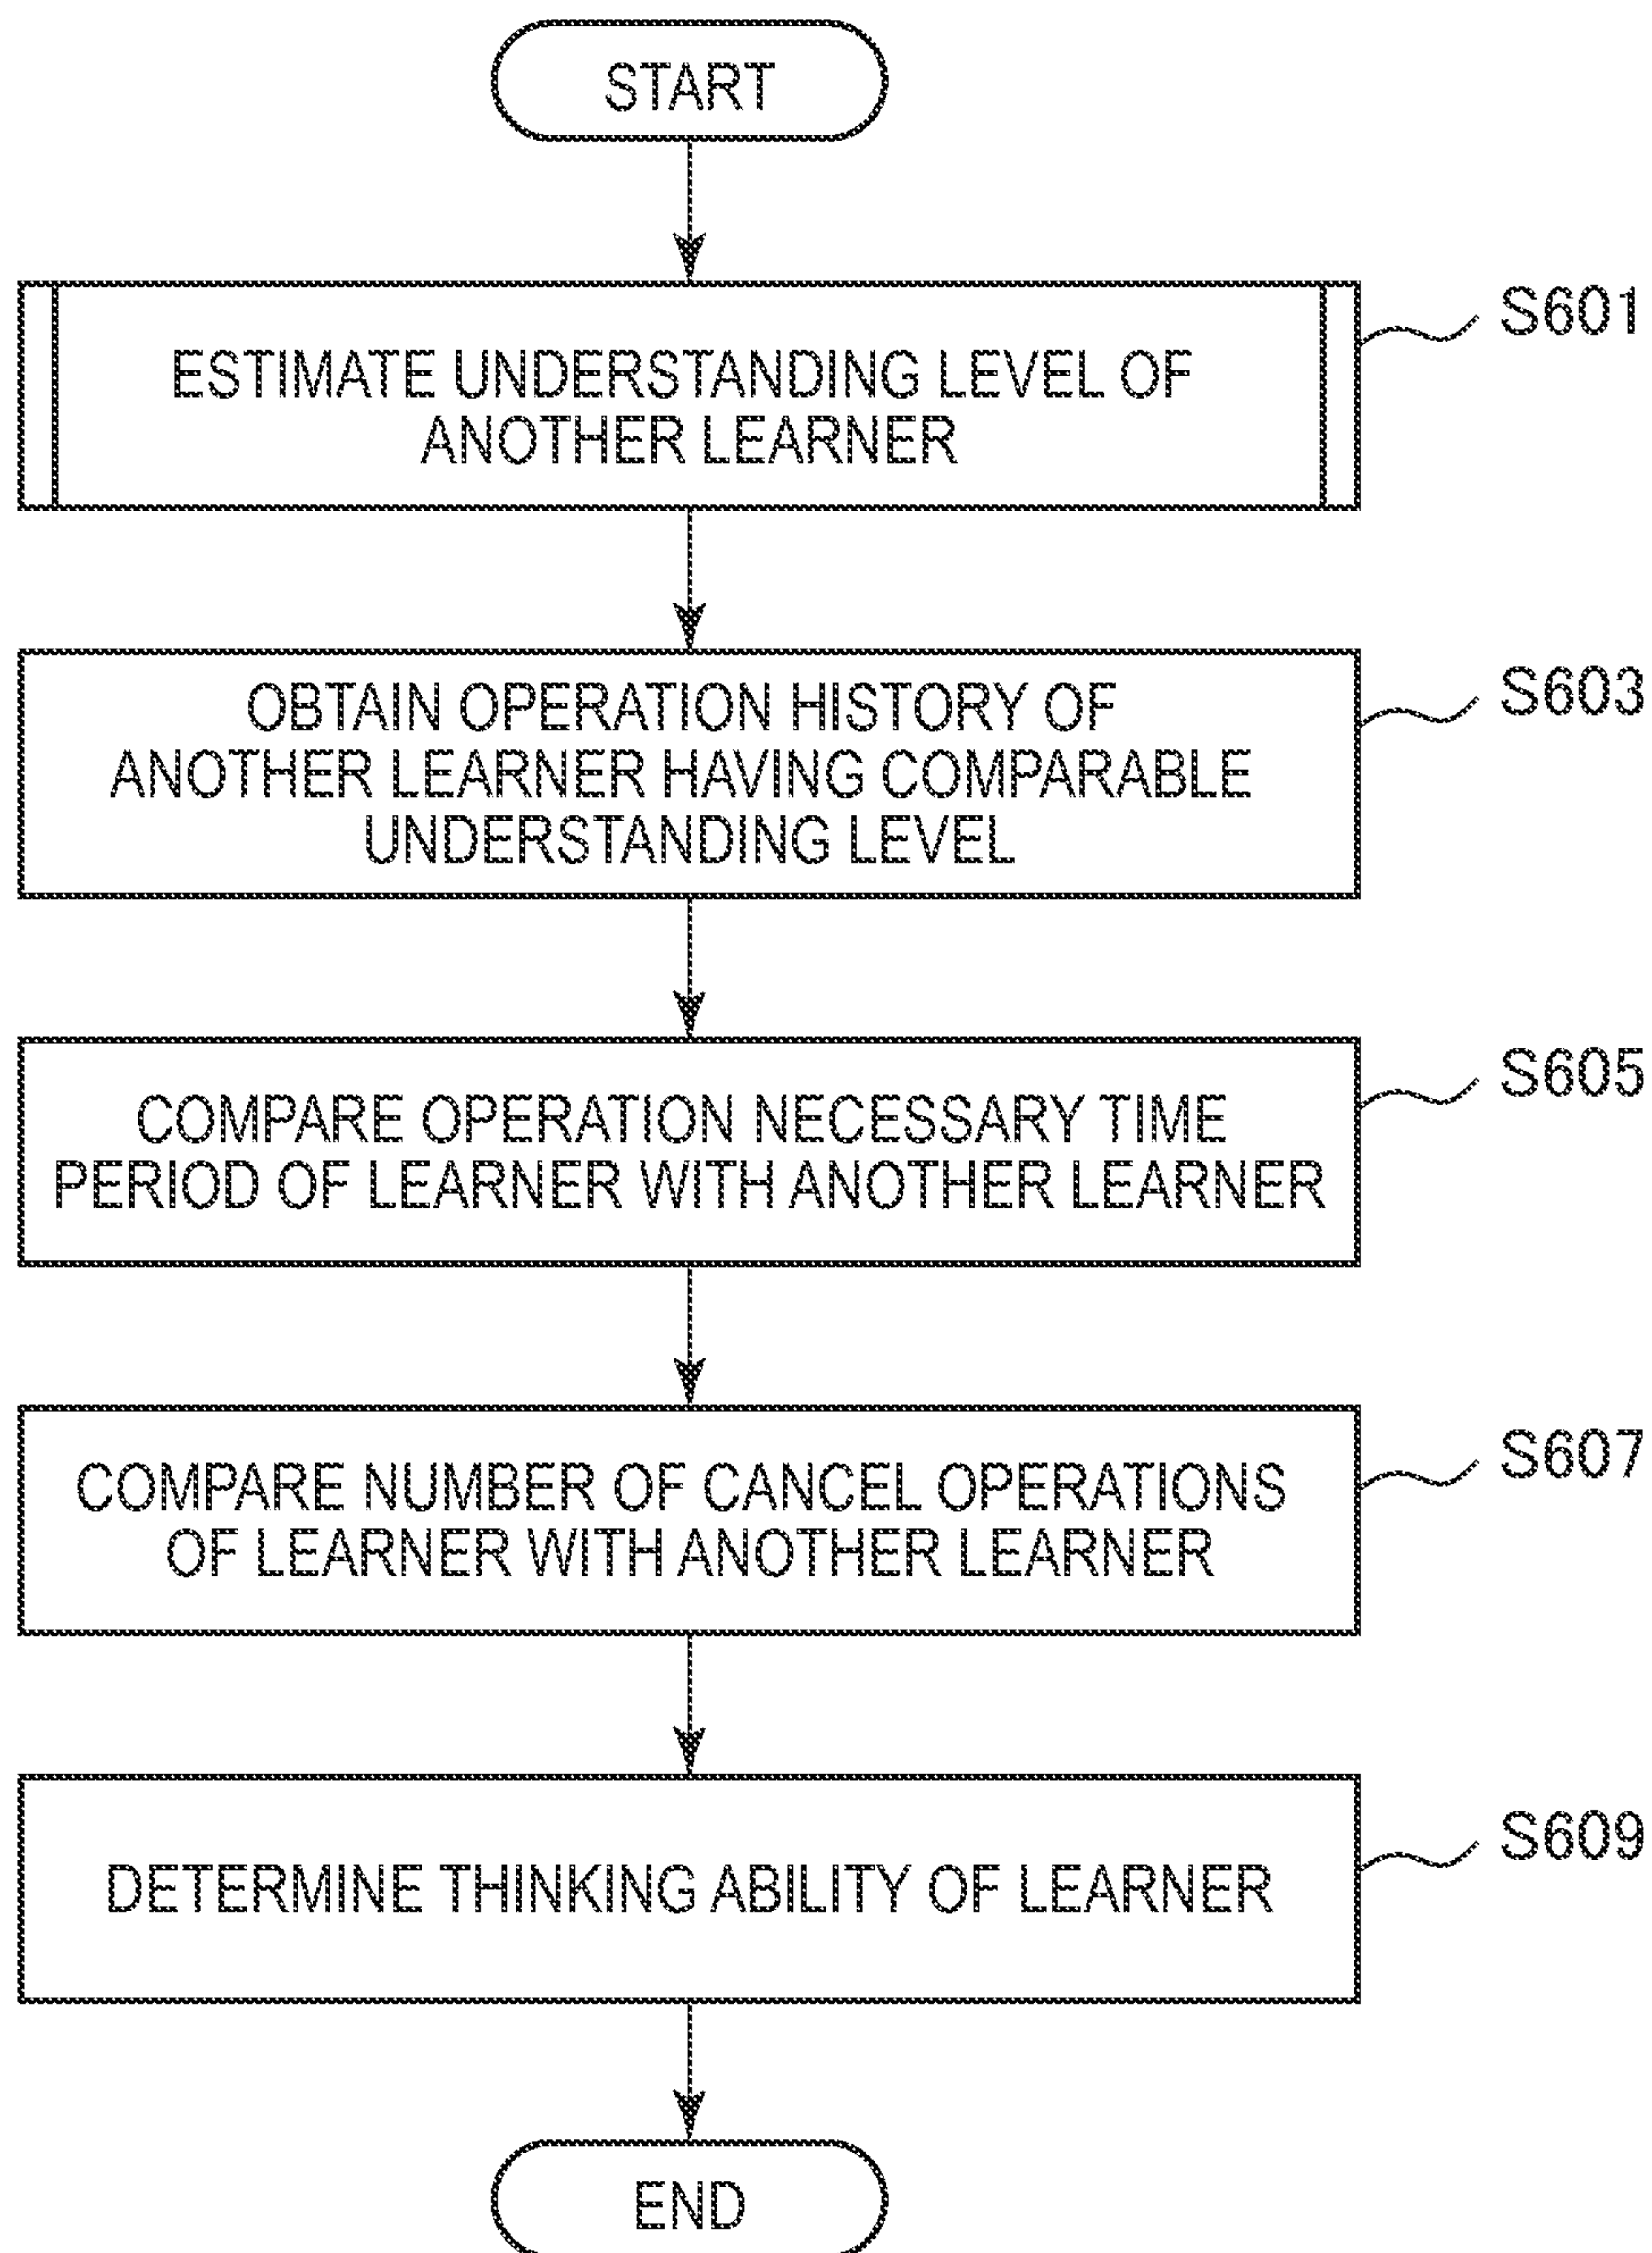 START
ESTIMATE UNDERSTANDING LEVEL OF
ANOTHER LEARNER
S601
OBTAIN OPERATION HISTORY OF
ANOTHER LEARNER HAVING COMPARABLE
UNDERSTANDING LEVEL
S603
COMPARE OPERATION NECESSARY TIME
PERIOD OF LEARNER WITH ANOTHER LEARNER
S605
COMPARE NUMBER OF CANCEL OPERATIONS
OF LEARNER WITH ANOTHER LEARNER
S607
DETERMINE THINKING ABILITY OF LEARNER
S609
END